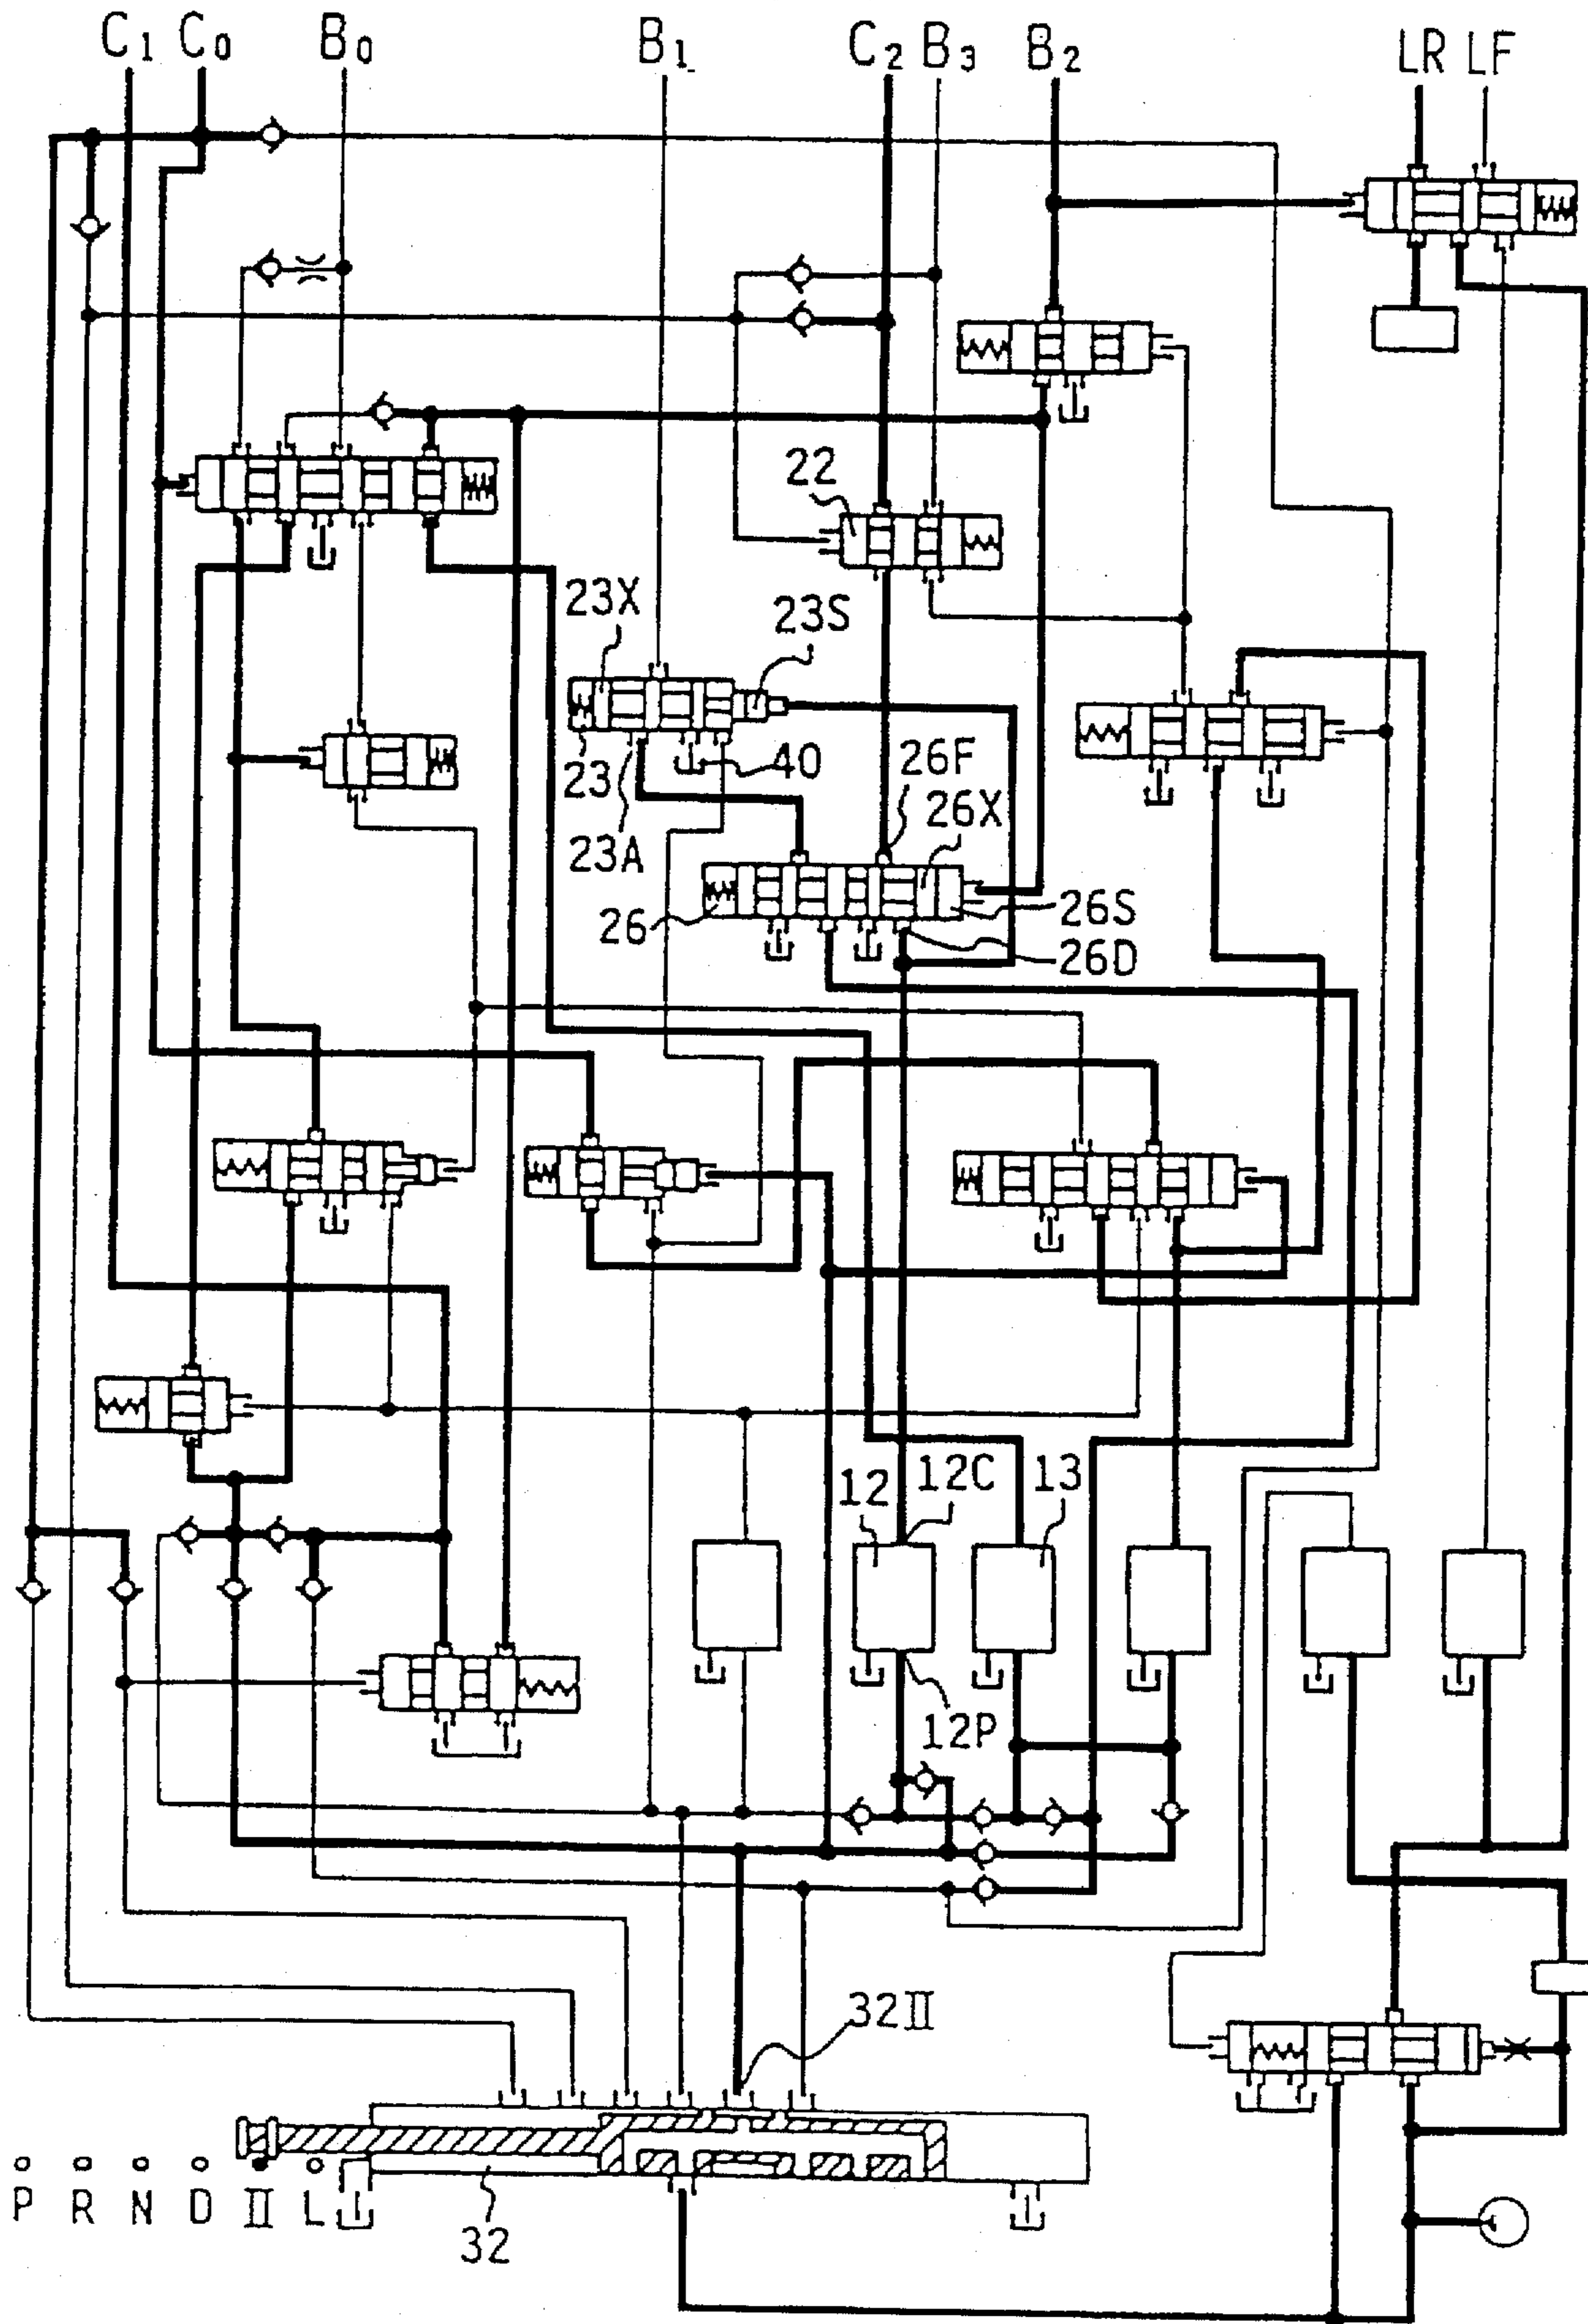 C1 C0 B0 B1 C2 B3 B2 LR LF
22
23X 23S
23 40 26F
23A 26X
26 26S
26D
12 12C 13
12P
32II
P R N D II L
32